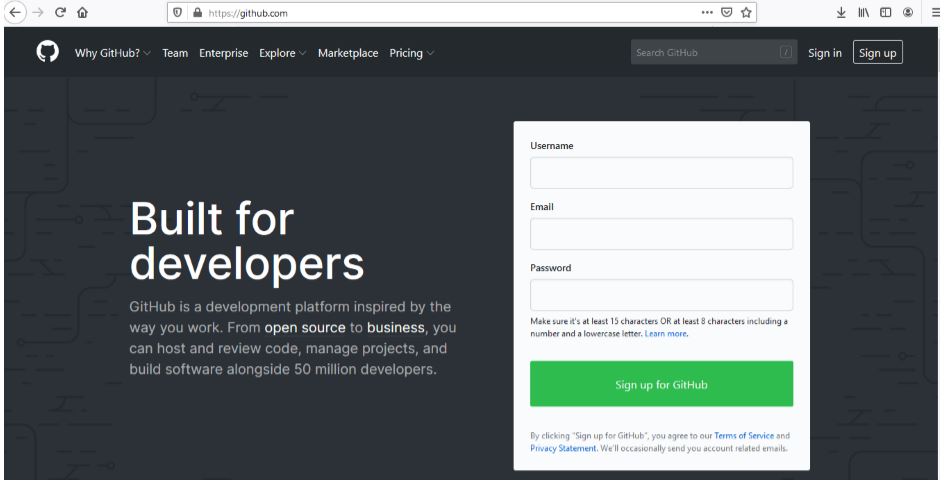 https://github.com
Why GitHub? Team Enterprise Explore Marketplace Pricing Search GitHub / Sign in Sign up
Built for
developers
GitHub is a development platform inspired by the
way you work. From open source to business, you
can host and review code, manage projects, and
build software alongside 50 million developers.
Username
Email
Password
Make sure it's at least 15 characters OR at least 8 characters including a
number and a lowercase letter. Learn more.
Sign up for GitHub
By clicking "Sign up for GitHub", you agree to our Terms of Service and
Privacy Statement. We'll occasionally send you account related emails.